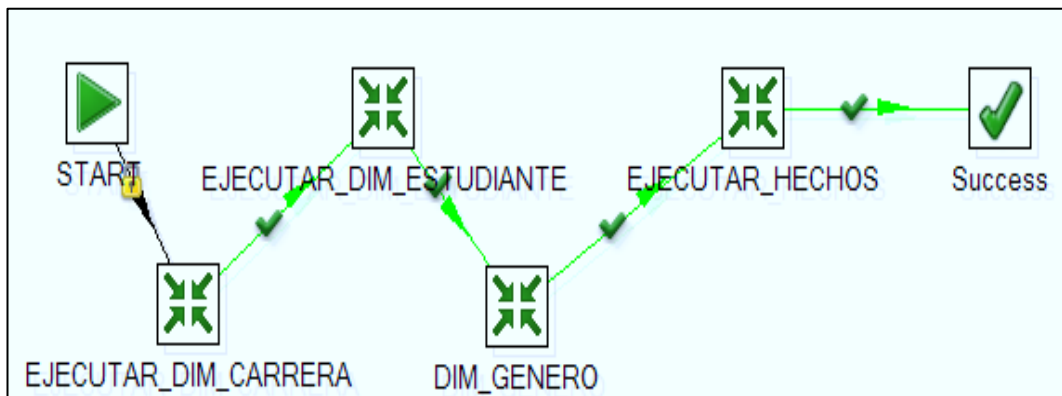 START
EJECUTAR_DIM_ESTUDIANTE
EJECUTAR_HECHOS
Success
EJECUTAR_DIM_CARRERA
DIM_GENERO